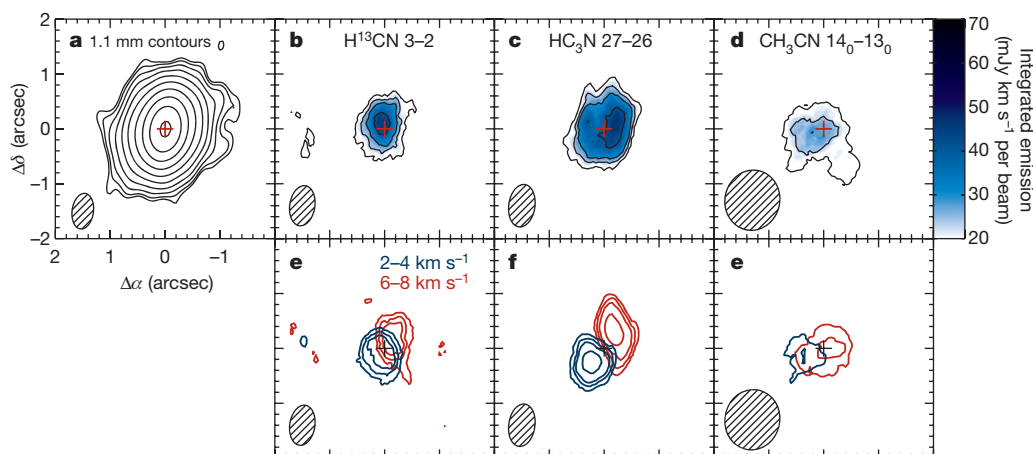 a 1.1 mm contours
b H¹³CN 3–2
c HC₃N 27–26
d CH₃CN 14₀–13₀
2
1
0
−1
−2
Δδ (arcsec)
2 1 0 −1
Δα (arcsec)
70
60
50
40
30
20
Integrated emission
(mJy km s⁻¹ per beam)
e 2–4 km s⁻¹
6–8 km s⁻¹
f
e